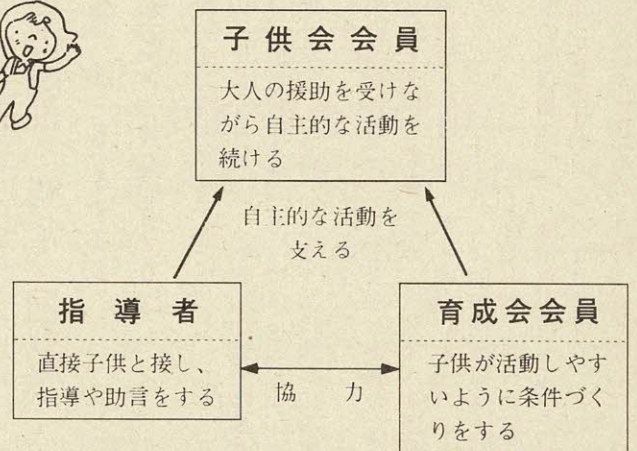 子供会会員
大人の援助を受けな
がら自主的な活動を
続ける
自主的な活動を
支える
指導者
直接子供と接し、
指導や助言をする
協力
育成会会員
子供が活動しやす
いように条件づく
りをする